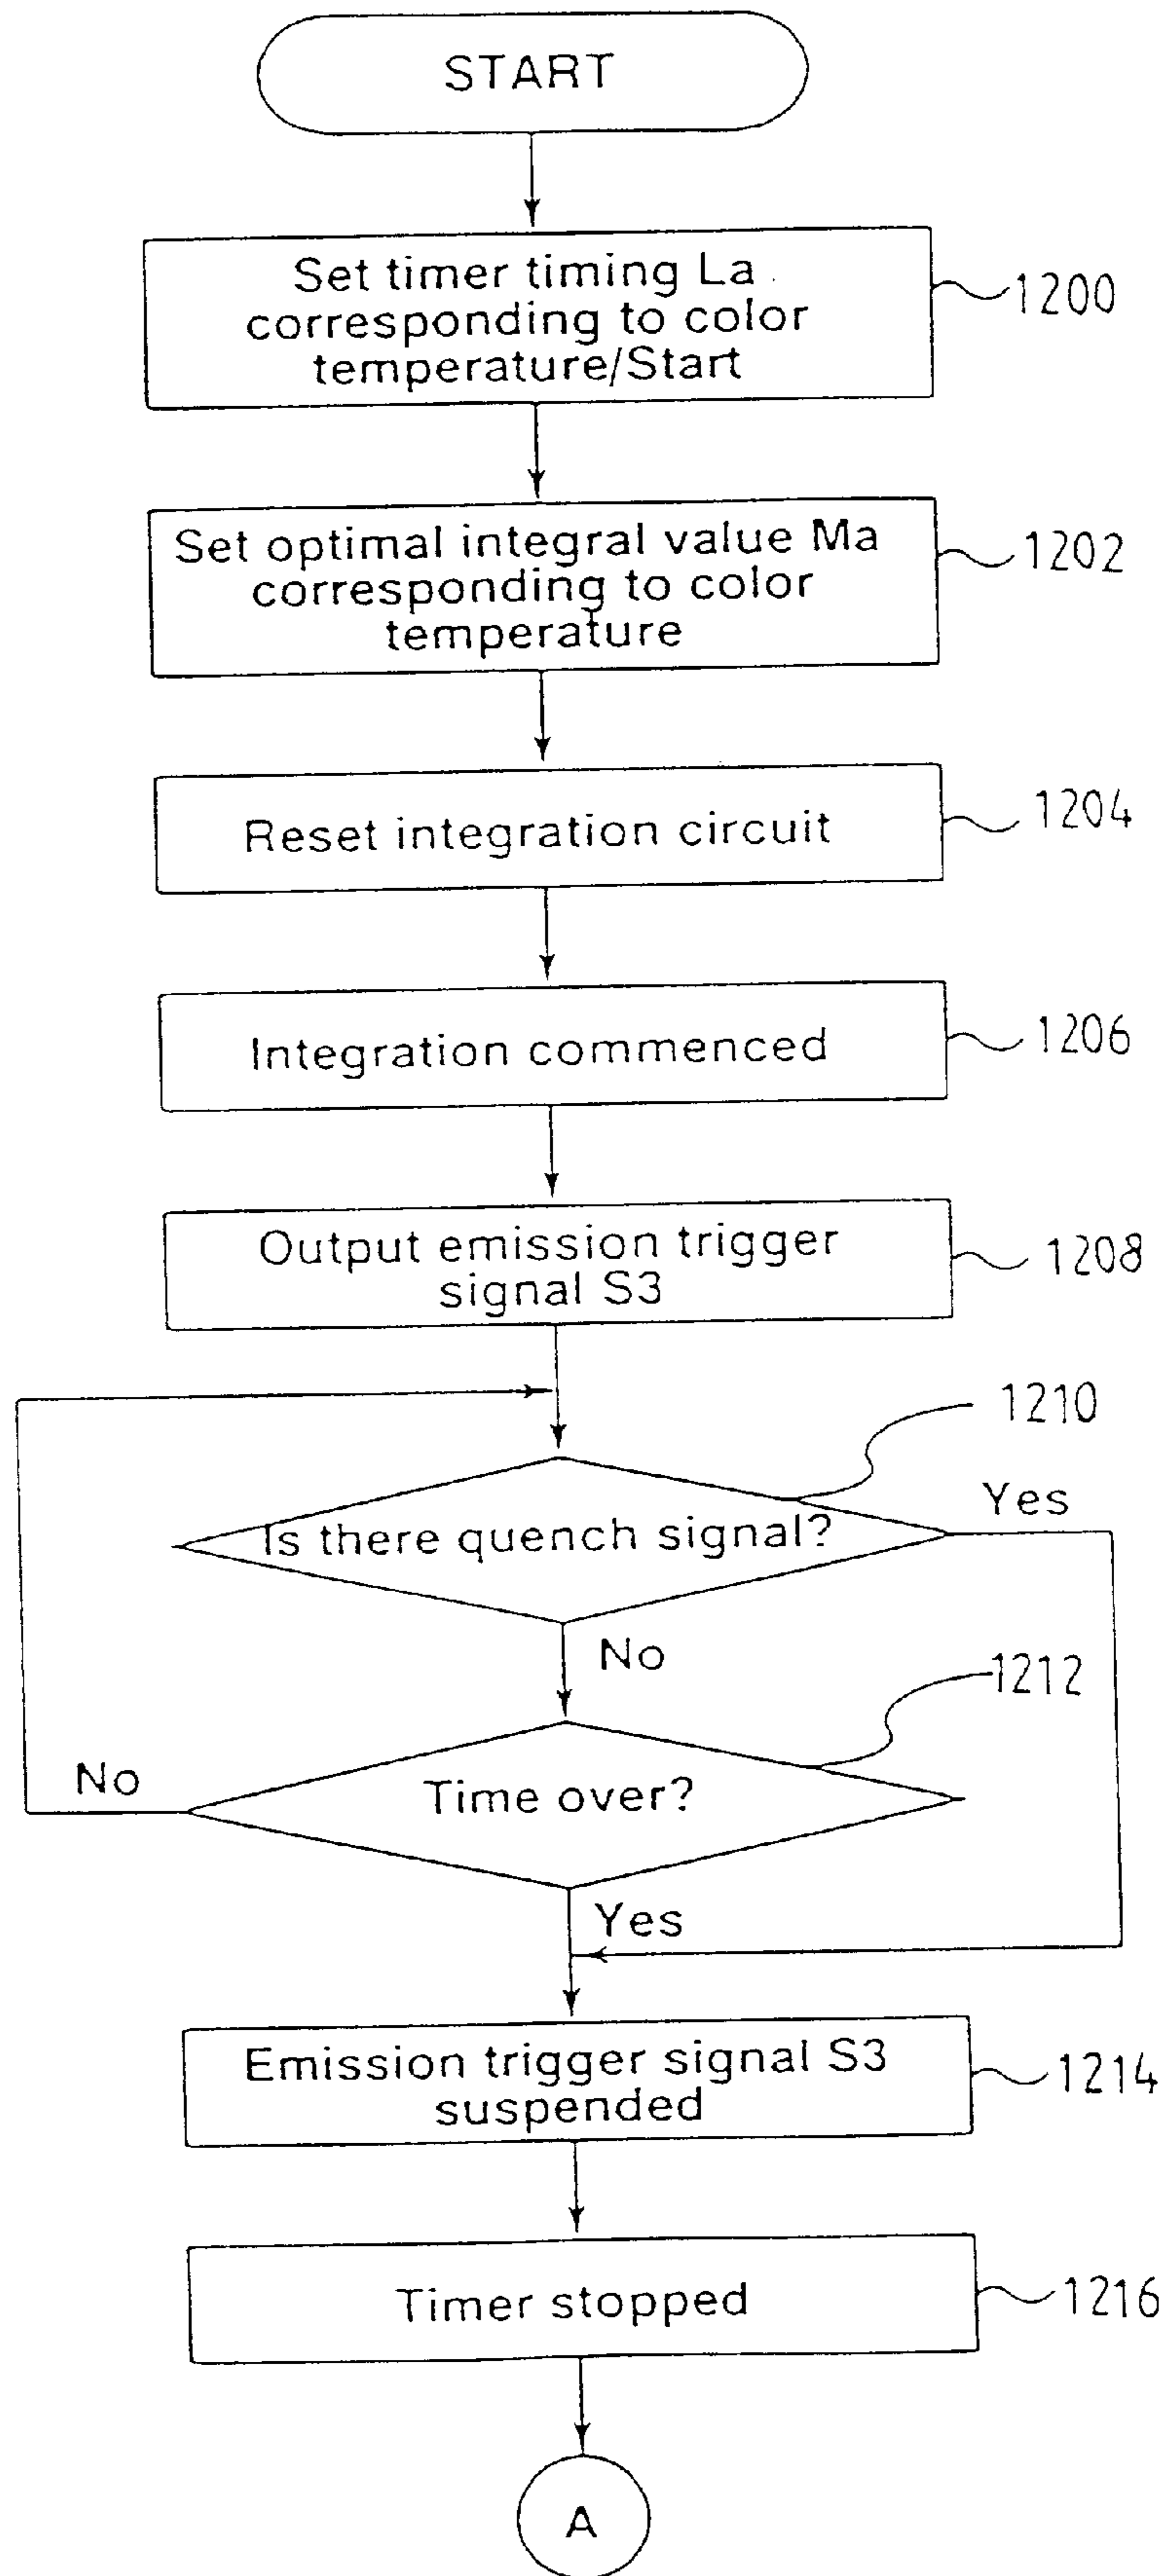 START
Set timer timing La
corresponding to color
temperature/Start
1200
Set optimal integral value Ma
corresponding to color
temperature
1202
Reset integration circuit
1204
Integration commenced
1206
Output emission trigger
signal S3
1208
1210
Is there quench signal?
Yes
No
1212
No
Time over?
Yes
Emission trigger signal S3
suspended
1214
Timer stopped
1216
A